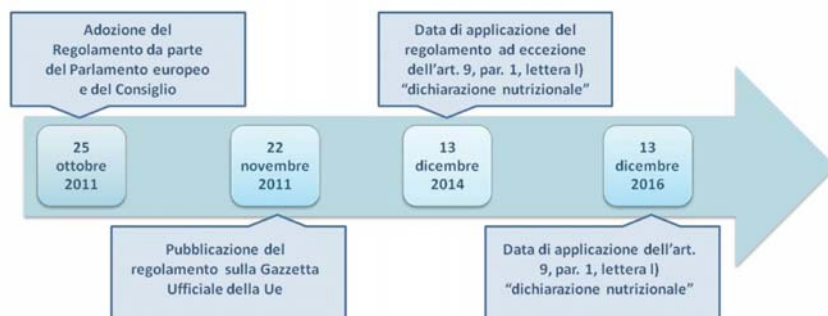 Adozione del
Regolamento da parte
del Parlamento europeo
e del Consiglio
Data di applicazione del
regolamento ad eccezione
dell'art. 9, par. 1, lettera l)
"dichiarazione nutrizionale"
25
ottobre
2011
22
novembre
2011
13
dicembre
2014
13
dicembre
2016
Pubblicazione del
regolamento sulla Gazzetta
Ufficiale della Ue
Data di applicazione dell'art.
9, par. 1, lettera l)
"dichiarazione nutrizionale"